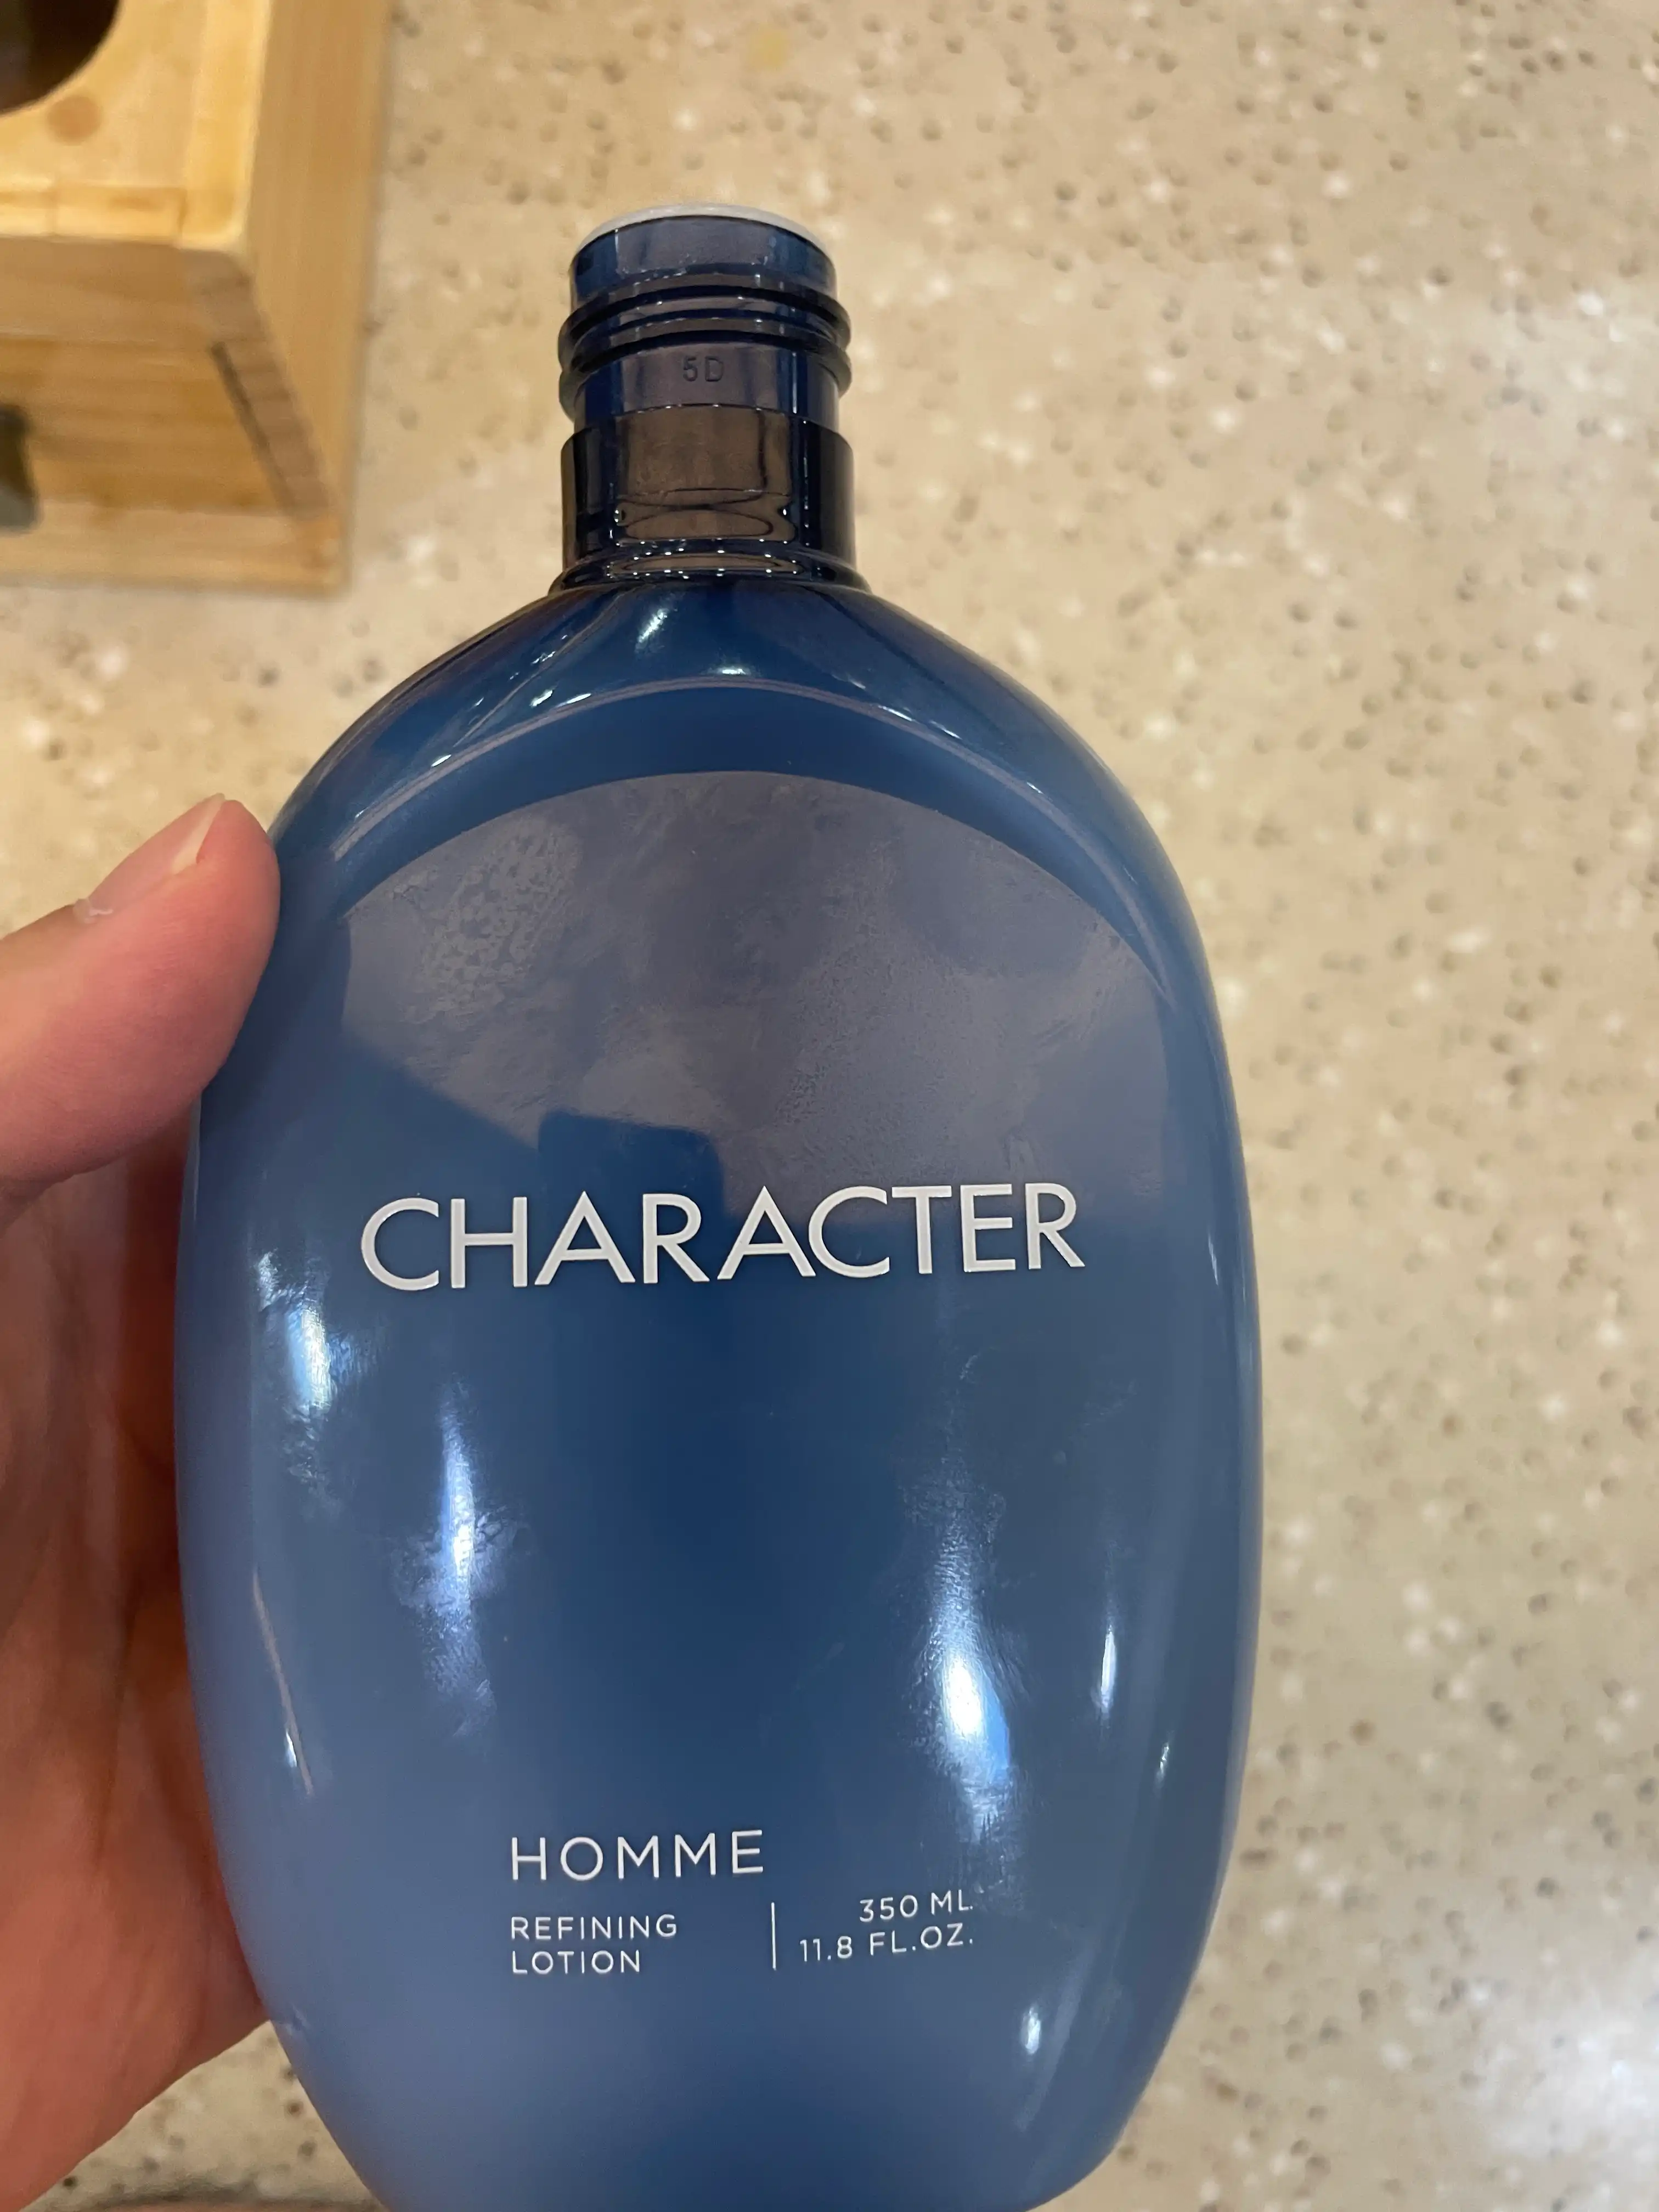 5D
CHARACTER
HOMME
REFINING
LOTION
350 ML
11.8 FL.OZ.